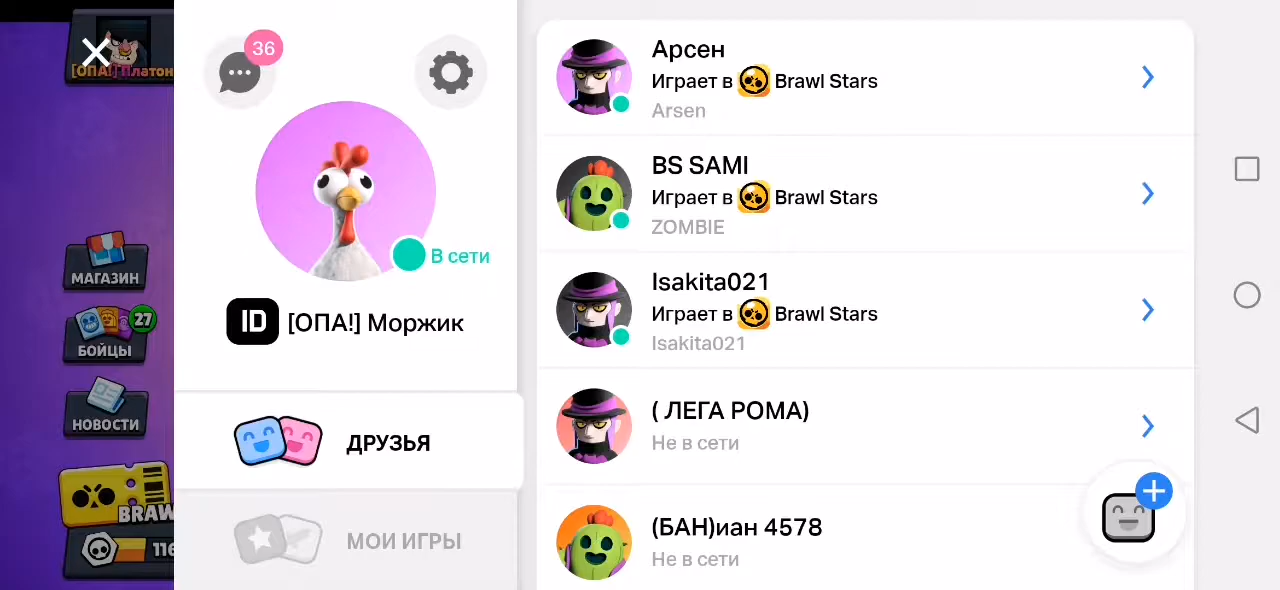 [ОПА!] Платон
МАГАЗИН
27
БОЙЦЫ
НОВОСТИ
BRAW
116
36
В сети
ID [ОПА!] Моржик
ДРУЗЬЯ
МОИ ИГРЫ
Арсен
Играет в Brawl Stars
Arsen
BS SAMI
Играет в Brawl Stars
ZOMBIE
Isakita021
Играет в Brawl Stars
Isakita021
( ЛЕГА РОМА)
Не в сети
(БАН)иан 4578
Не в сети